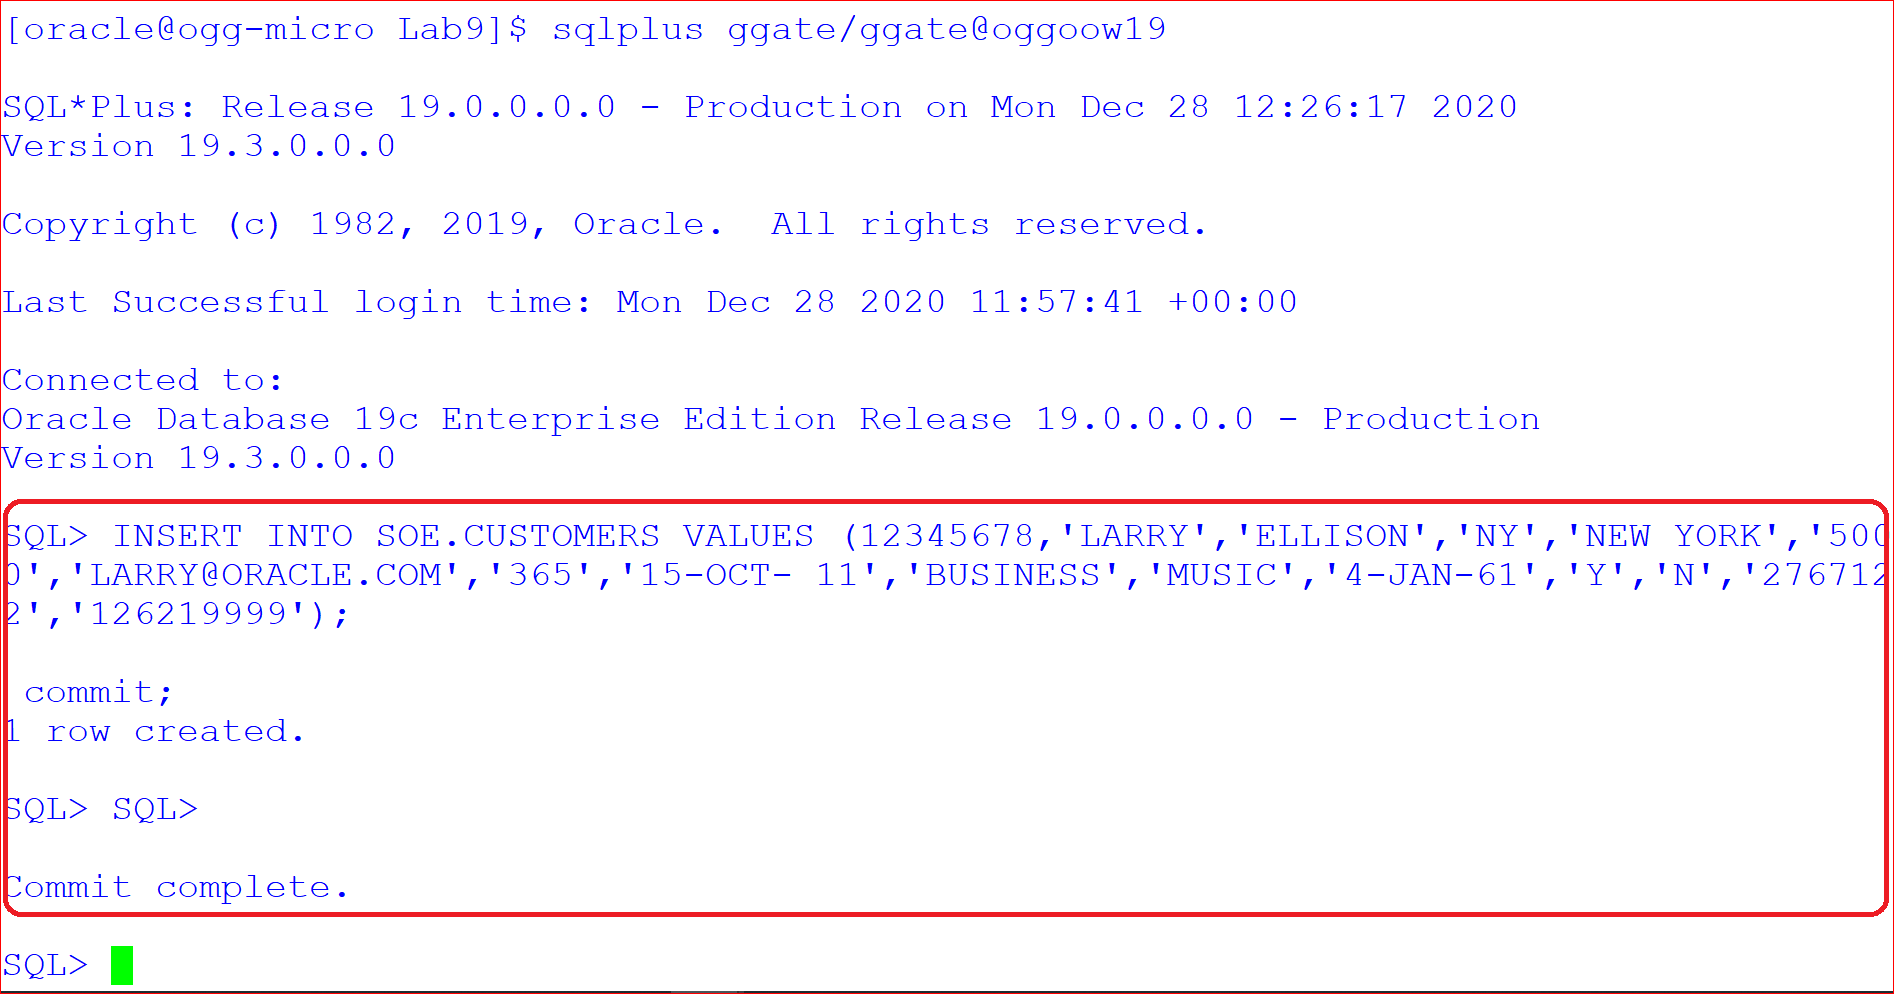 [oracle@ogg-micro Lab9]$ sqlplus ggate/ggate@oggoow19
SQL*Plus: Release 19.0.0.0.0 - Production on Mon Dec 28 12:26:17 2020
Version 19.3.0.0.0
Copyright (c) 1982, 2019, Oracle.  All rights reserved.
Last Successful login time: Mon Dec 28 2020 11:57:41 +00:00
Connected to:
Oracle Database 19c Enterprise Edition Release 19.0.0.0.0 - Production
Version 19.3.0.0.0
SQL> INSERT INTO SOE.CUSTOMERS VALUES (12345678,'LARRY','ELLISON','NY','NEW YORK','500
0','LARRY@ORACLE.COM','365','15-OCT- 11','BUSINESS','MUSIC','4-JAN-61','Y','N','276712
2','126219999');
 commit;
1 row created.
SQL> SQL>
Commit complete.
SQL>